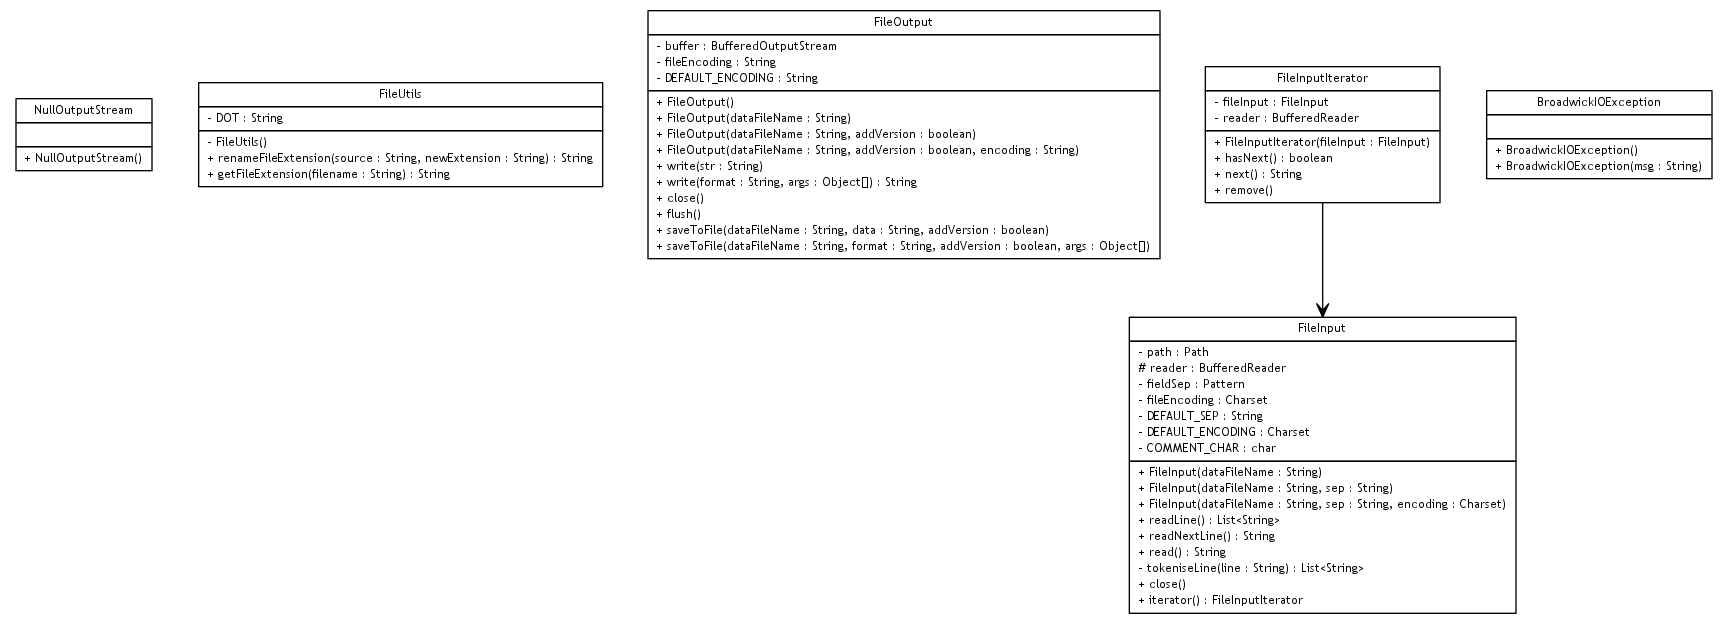 NullOutputStream
+ NullOutputStream()
FileUtils
- DOT : String
- FileUtils()
+ renameFileExtension(source : String, newExtension : String) : String
+ getFileExtension(filename : String) : String
FileOutput
- buffer : BufferedOutputStream
- fileEncoding : String
- DEFAULT_ENCODING : String
+ FileOutput()
+ FileOutput(dataFileName : String)
+ FileOutput(dataFileName : String, addVersion : boolean)
+ FileOutput(dataFileName : String, addVersion : boolean, encoding : String)
+ write(str : String)
+ write(format : String, args : Object[]) : String
+ close()
+ flush()
+ saveToFile(dataFileName : String, data : String, addVersion : boolean)
+ saveToFile(dataFileName : String, format : String, addVersion : boolean, args : Object[])
FileInputIterator
- fileInput : FileInput
- reader : BufferedReader
+ FileInputIterator(fileInput : FileInput)
+ hasNext() : boolean
+ next() : String
+ remove()
BroadwickIOException
+ BroadwickIOException()
+ BroadwickIOException(msg : String)
FileInput
- path : Path
# reader : BufferedReader
- fieldSep : Pattern
- fileEncoding : Charset
- DEFAULT_SEP : String
- DEFAULT_ENCODING : Charset
- COMMENT_CHAR : char
+ FileInput(dataFileName : String)
+ FileInput(dataFileName : String, sep : String)
+ FileInput(dataFileName : String, sep : String, encoding : Charset)
+ readLine() : List<String>
+ readNextLine() : String
+ read() : String
- tokeniseLine(line : String) : List<String>
+ close()
+ iterator() : FileInputIterator